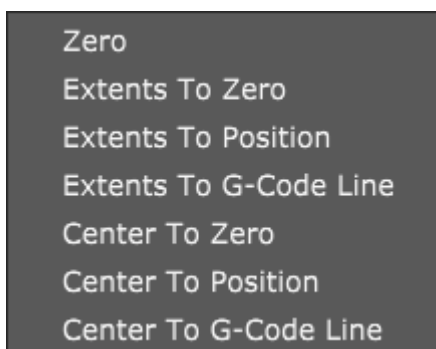 Zero
Extents To Zero
Extents To Position
Extents To G-Code Line
Center To Zero
Center To Position
Center To G-Code Line